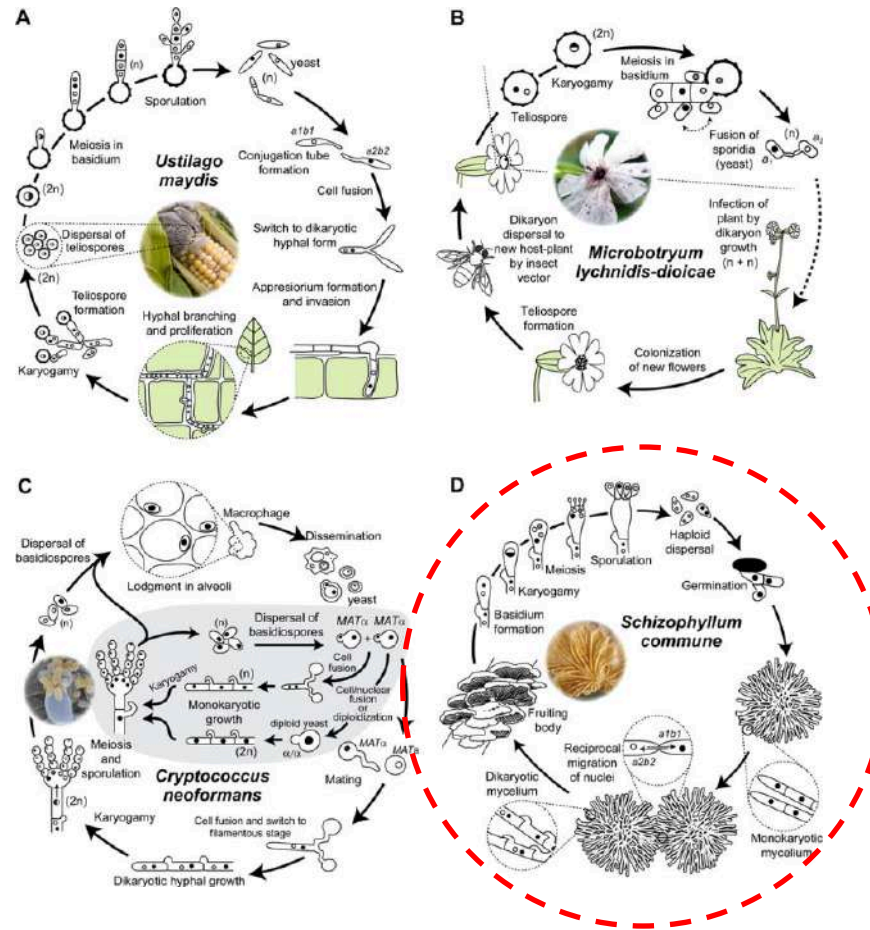 A
(n)
(n)
yeast
Sporulation
Meiosis in
basidium
a1b1
a2b2
Conjugation tube
formation
Ustilago
maydis
Cell fusion
(2n)
Dispersal of
teliospores
Switch to dikaryotic
hyphal form
(2n)
Teliospore
formation
Appresiorium formation
and invasion
Hyphal branching
and proliferation
Karyogamy
B
(2n)
Karyogamy
Meiosis in
basidium
Teliospore
Fusion of
sporidia
(yeast)
(n)
a1
a2
Infection of
plant by
dikaryon
growth
(n + n)
Dikaryon
dispersal to
new host-plant
by insect
vector
Microbotryum
lychnidis-dioicae
Teliospore
formation
Colonization
of new flowers
C
Macrophage
Dispersal of
basidiospores
Dissemination
Lodgment in alveoli
yeast
(n)
(n)
Dispersal of
basidiospores
MATα
MATα
+
Cell
fusion
Karyogamy
(n)
Monokaryotic
growth
Cell/nuclear
fusion or
diploidization
diploid yeast
(2n)
α/α
Meiosis
and
sporulation
MATα
MATa
Mating
Cryptococcus
neoformans
(2n)
Karyogamy
Cell fusion and switch to
filamentous stage
Dikaryotic hyphal growth
D
Sporulation
Haploid
dispersal
Meiosis
Karyogamy
Germination
Basidium
formation
Schizophyllum
commune
Fruiting
body
Reciprocal
migration
of nuclei
a1b1
a2b2
Dikaryotic
mycelium
Monokaryotic
mycelium